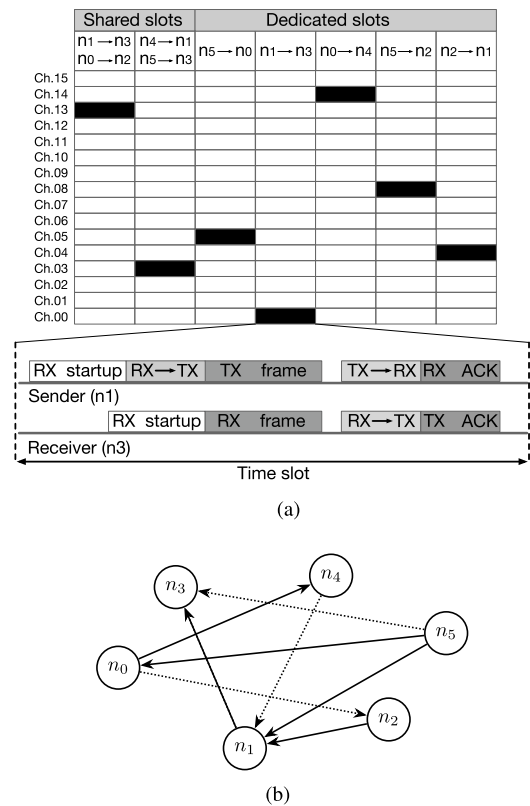 Shared slots Dedicated slots
n1→n3 n4→n1
n0→n2 n5→n3
n5→n0 n1→n3 n0→n4 n5→n2 n2→n1
Ch.15
Ch.14
Ch.13
Ch.12
Ch.11
Ch.10
Ch.09
Ch.08
Ch.07
Ch.06
Ch.05
Ch.04
Ch.03
Ch.02
Ch.01
Ch.00
RX startup RX→TX TX frame TX→RX RX ACK
Sender (n1)
RX startup RX frame RX→TX TX ACK
Receiver (n3)
Time slot
(a)
n4
n3
n5
n0
n2
n1
(b)